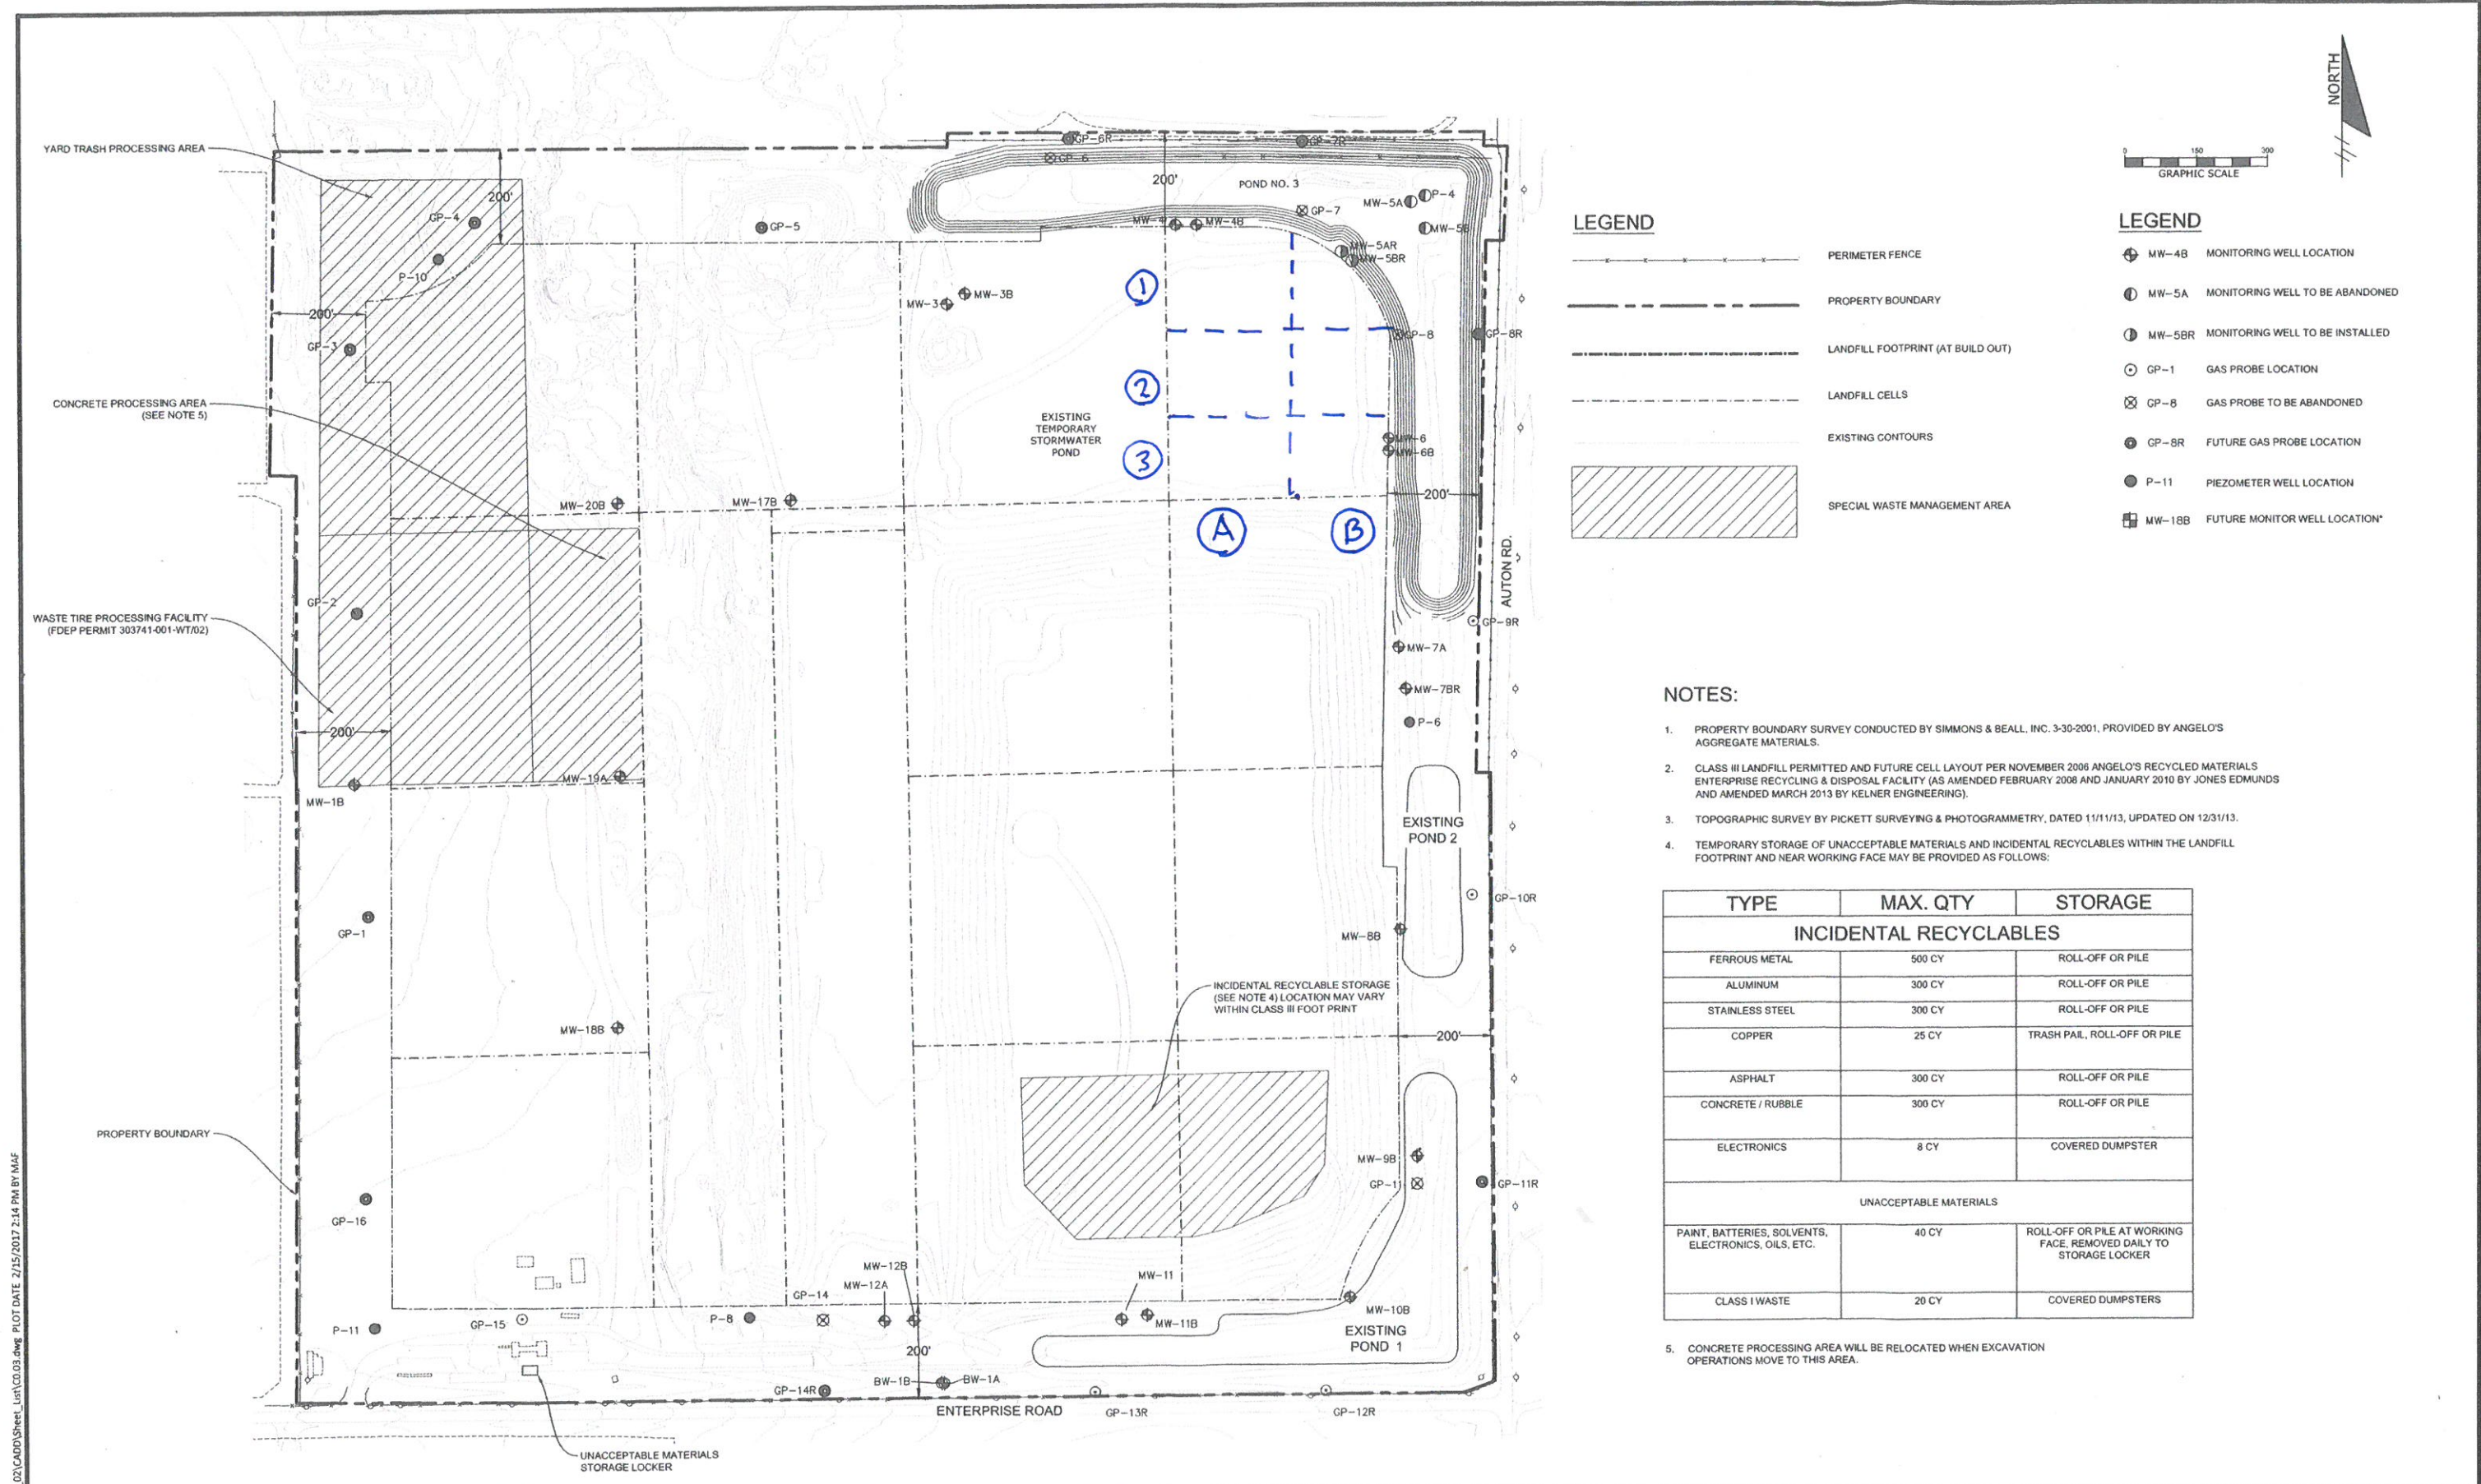 NORTH
0 150 300
GRAPHIC SCALE
YARD TRASH PROCESSING AREA
CONCRETE PROCESSING AREA
(SEE NOTE 5)
WASTE TIRE PROCESSING FACILITY
(FDEP PERMIT 303741-001-WT/02)
PROPERTY BOUNDARY
GP-6R
GP-7R
GP-6
200'
200'
POND NO. 3
P-4
MW-5A
GP-7
GP-4
GP-5
MW-4
MW-4B
MW-5B
MW-5AR
MW-5BR
P-10
1
MW-3
MW-3B
200'
GP-3
GP-8
GP-8R
2
EXISTING
TEMPORARY
STORMWATER
POND
MW-6
MW-6B
3
MW-20B
MW-17B
200'
A
B
AUTON RD.
GP-2
GP-9R
MW-7A
MW-7BR
P-6
200'
MW-19A
MW-1B
EXISTING
POND 2
GP-10R
GP-1
MW-8B
INCIDENTAL RECYCLABLE STORAGE
(SEE NOTE 4) LOCATION MAY VARY
WITHIN CLASS III FOOT PRINT
MW-18B
200'
MW-9B
GP-11
GP-11R
GP-16
MW-12B
MW-12A
MW-11
GP-14
MW-10B
P-11
GP-15
P-8
MW-11B
EXISTING
POND 1
200'
GP-14R
BW-1B
BW-1A
ENTERPRISE ROAD
GP-13R
GP-12R
UNACCEPTABLE MATERIALS
STORAGE LOCKER
LEGEND
PERIMETER FENCE
PROPERTY BOUNDARY
LANDFILL FOOTPRINT (AT BUILD OUT)
LANDFILL CELLS
EXISTING CONTOURS
SPECIAL WASTE MANAGEMENT AREA
LEGEND
MW-4B MONITORING WELL LOCATION
MW-5A MONITORING WELL TO BE ABANDONED
MW-5BR MONITORING WELL TO BE INSTALLED
GP-1 GAS PROBE LOCATION
GP-8 GAS PROBE TO BE ABANDONED
GP-8R FUTURE GAS PROBE LOCATION
P-11 PIEZOMETER WELL LOCATION
MW-18B FUTURE MONITOR WELL LOCATION*
NOTES:
1. PROPERTY BOUNDARY SURVEY CONDUCTED BY SIMMONS & BEALL, INC. 3-30-2001, PROVIDED BY ANGELO'S
AGGREGATE MATERIALS.
2. CLASS III LANDFILL PERMITTED AND FUTURE CELL LAYOUT PER NOVEMBER 2006 ANGELO'S RECYCLED MATERIALS
ENTERPRISE RECYCLING & DISPOSAL FACILITY (AS AMENDED FEBRUARY 2008 AND JANUARY 2010 BY JONES EDMUNDS
AND AMENDED MARCH 2013 BY KELNER ENGINEERING).
3. TOPOGRAPHIC SURVEY BY PICKETT SURVEYING & PHOTOGRAMMETRY, DATED 11/11/13, UPDATED ON 12/31/13.
4. TEMPORARY STORAGE OF UNACCEPTABLE MATERIALS AND INCIDENTAL RECYCLABLES WITHIN THE LANDFILL
FOOTPRINT AND NEAR WORKING FACE MAY BE PROVIDED AS FOLLOWS:
TYPE MAX. QTY STORAGE
INCIDENTAL RECYCLABLES
FERROUS METAL 500 CY ROLL-OFF OR PILE
ALUMINUM 300 CY ROLL-OFF OR PILE
STAINLESS STEEL 300 CY ROLL-OFF OR PILE
COPPER 25 CY TRASH PAIL, ROLL-OFF OR PILE
ASPHALT 300 CY ROLL-OFF OR PILE
CONCRETE / RUBBLE 300 CY ROLL-OFF OR PILE
ELECTRONICS 8 CY COVERED DUMPSTER
UNACCEPTABLE MATERIALS
PAINT, BATTERIES, SOLVENTS,
ELECTRONICS, OILS, ETC.
40 CY
ROLL-OFF OR PILE AT WORKING
FACE, REMOVED DAILY TO
STORAGE LOCKER
CLASS I WASTE 20 CY COVERED DUMPSTERS
5. CONCRETE PROCESSING AREA WILL BE RELOCATED WHEN EXCAVATION
OPERATIONS MOVE TO THIS AREA.
02\CADD\Sheet_List\C0.03.dwg PLOT DATE 2/15/2017 2:14 PM BY MAF